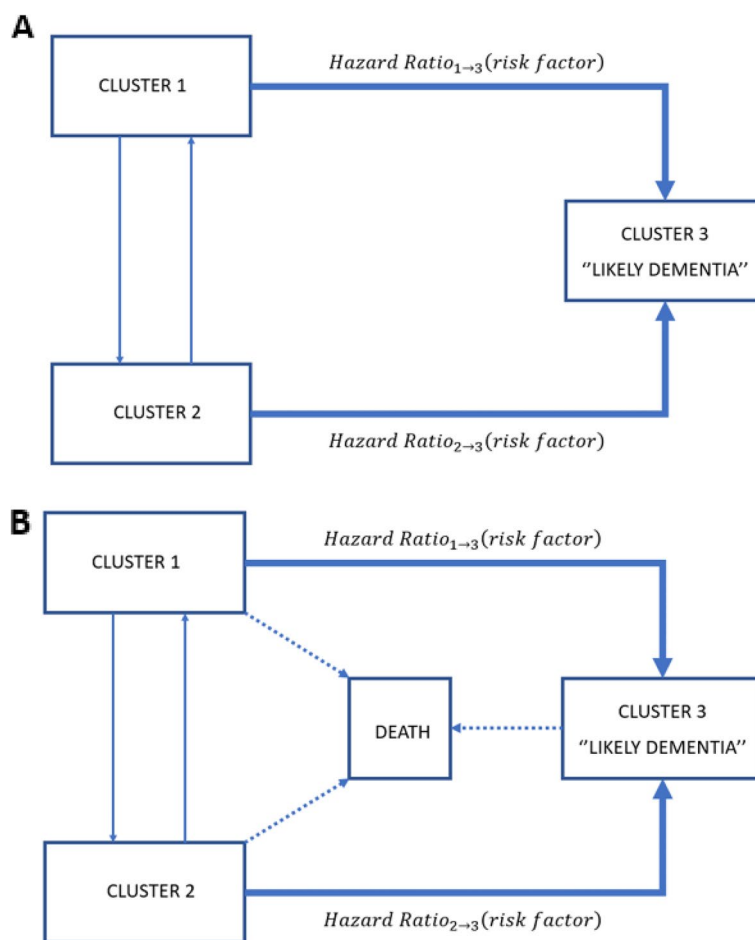 A
CLUSTER 1
Hazard Ratio₁→₃(risk factor)
CLUSTER 3
"LIKELY DEMENTIA"
CLUSTER 2
Hazard Ratio₂→₃(risk factor)
B
CLUSTER 1
Hazard Ratio₁→₃(risk factor)
DEATH
CLUSTER 3
"LIKELY DEMENTIA"
CLUSTER 2
Hazard Ratio₂→₃(risk factor)